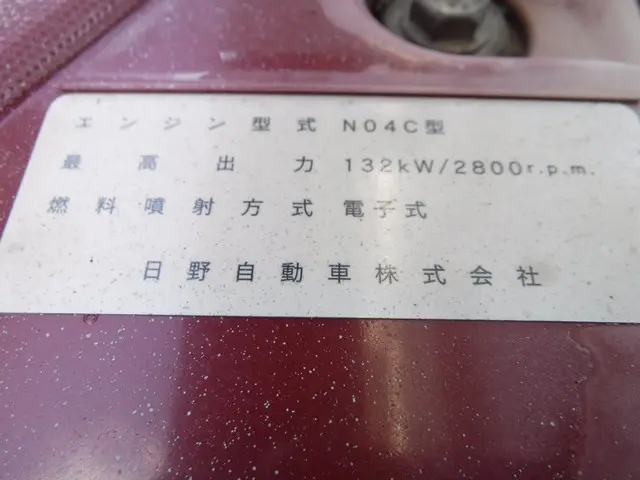 エンジン型式 N04C型
最高出力 132kW/2800r.p.m.
燃料噴射方式 電子式
日野自動車株式会社